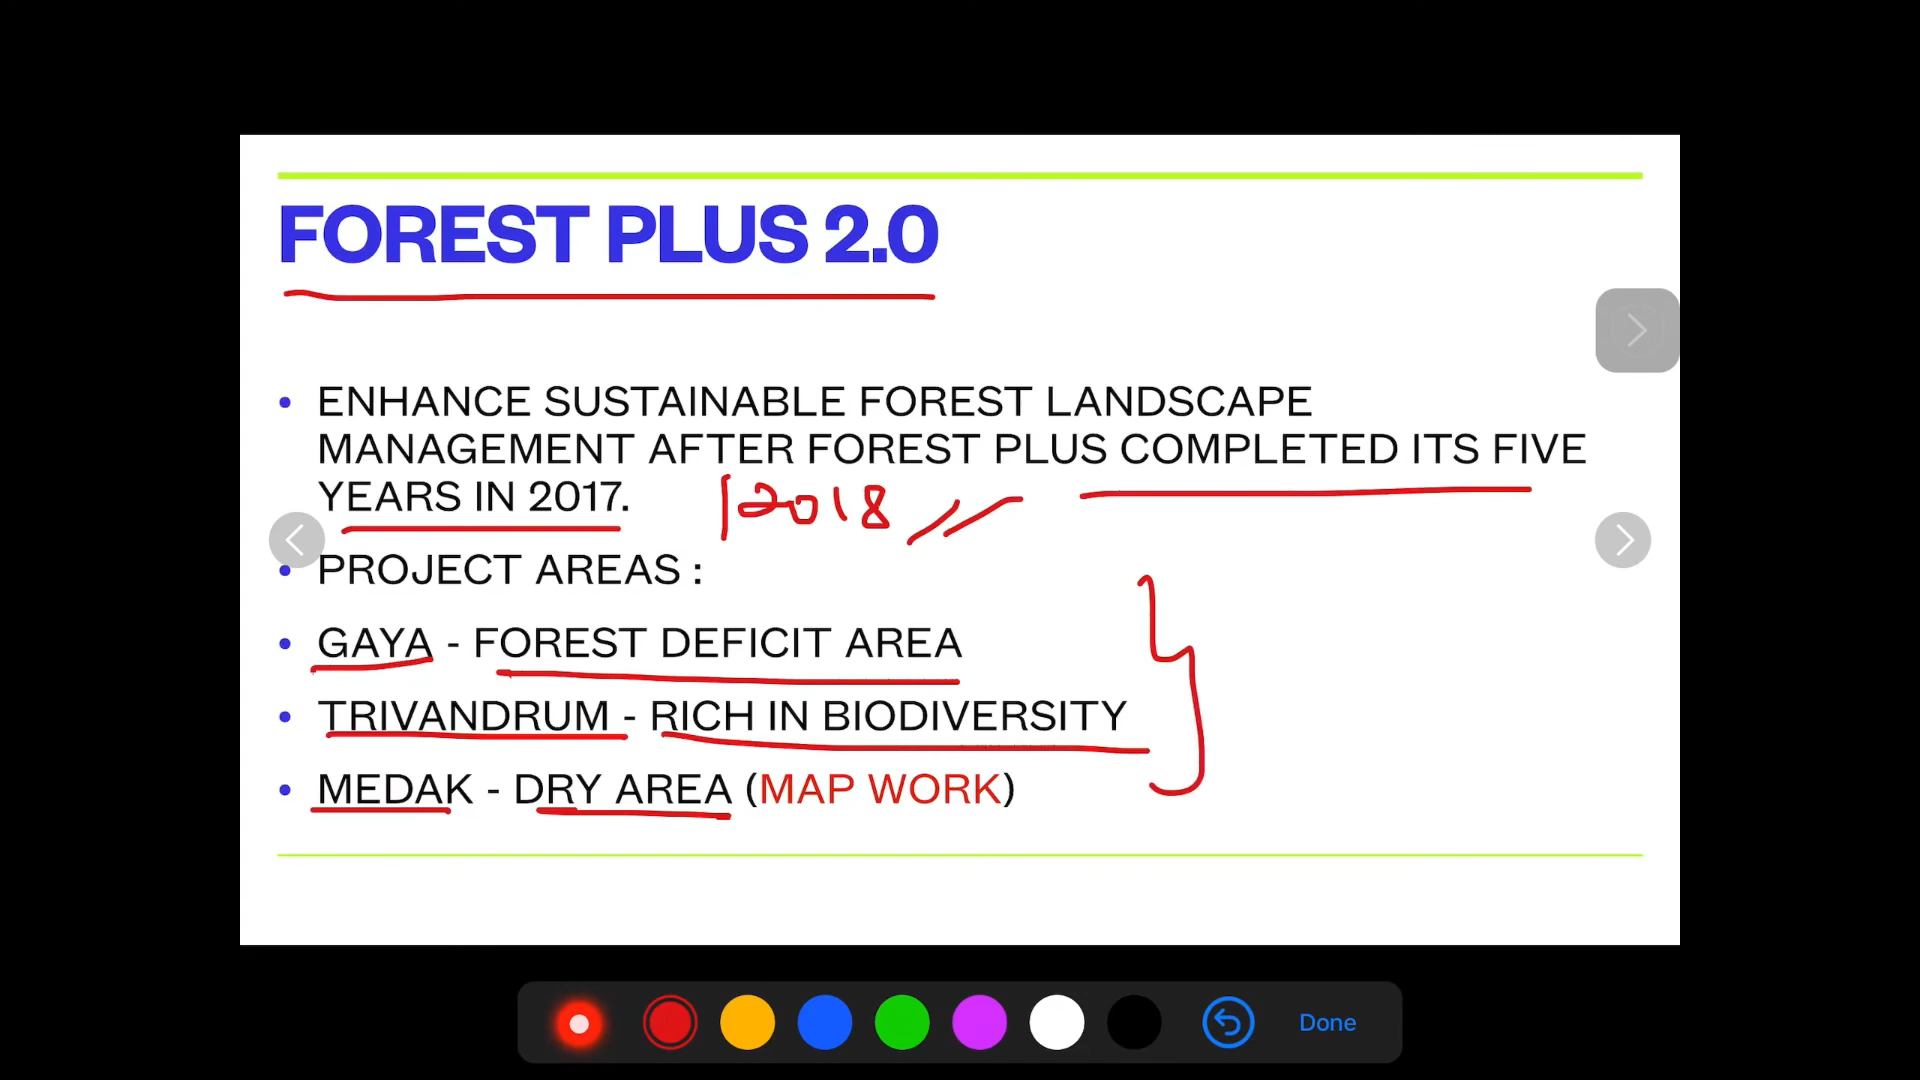 FOREST PLUS 2.0
• ENHANCE SUSTAINABLE FOREST LANDSCAPE
MANAGEMENT AFTER FOREST PLUS COMPLETED ITS FIVE
YEARS IN 2017. 2018
• PROJECT AREAS :
• GAYA - FOREST DEFICIT AREA
• TRIVANDRUM - RICH IN BIODIVERSITY
• MEDAK - DRY AREA (MAP WORK)
Done